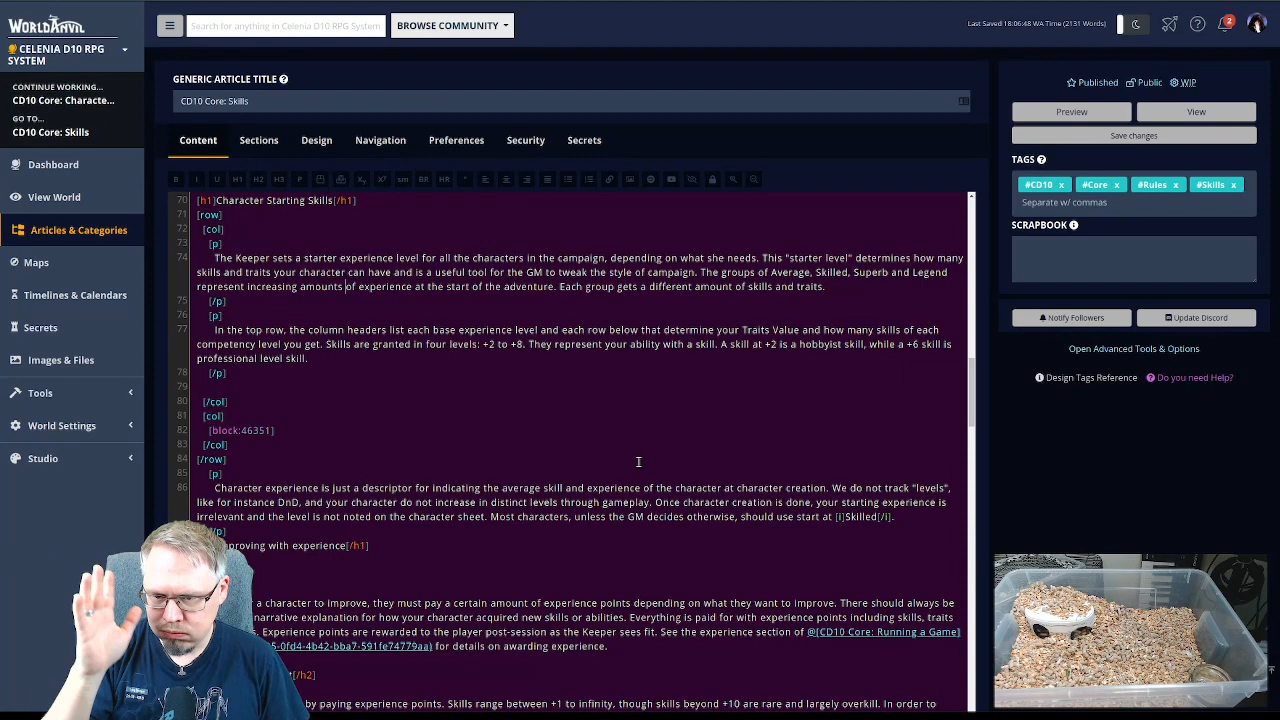 WORLD ANVIL
CELENIA D10 RPG
SYSTEM
CONTINUE WORKING...
CD10 Core: Characte...
GO TO...
CD10 Core: Skills
Dashboard
View World
Articles & Categories
Maps
Timelines & Calendars
Secrets
Images & Files
Tools
World Settings
Studio
Search for anything in Celenia D10 RPG System
BROWSE COMMUNITY
Last Saved 18:06:48 WATime (2131 Words)
2
GENERIC ARTICLE TITLE
CD10 Core: Skills
Content Sections Design Navigation Preferences Security Secrets
B I U H1 H2 H3 P X₂ X² sm BR HR "
70 [h1]Character Starting Skills[/h1]
71 [row]
72 [col]
73 [p]
74 The Keeper sets a starter experience level for all the characters in the campaign, depending on what she needs. This "starter level" determines how many
skills and traits your character can have and is a useful tool for the GM to tweak the style of campaign. The groups of Average, Skilled, Superb and Legend
represent increasing amounts of experience at the start of the adventure. Each group gets a different amount of skills and traits.
75 [/p]
76 [p]
77 In the top row, the column headers list each base experience level and each row below that determine your Traits Value and how many skills of each
competency level you get. Skills are granted in four levels: +2 to +8. They represent your ability with a skill. A skill at +2 is a hobbyist skill, while a +6 skill is
professional level skill.
78 [/p]
79
80 [/col]
81 [col]
82 [block:46351]
83 [/col]
84 [/row]
85 [p]
86 Character experience is just a descriptor for indicating the average skill and experience of the character at character creation. We do not track "levels",
like for instance DnD, and your character do not increase in distinct levels through gameplay. Once character creation is done, your starting experience is
irrelevant and the level is not noted on the character sheet. Most characters, unless the GM decides otherwise, should use start at [i]Skilled[/i].
[/p]
proving with experience[/h1]
a character to improve, they must pay a certain amount of experience points depending on what they want to improve. There should always be
narrative explanation for how your character acquired new skills or abilities. Everything is paid for with experience points including skills, traits
Experience points are rewarded to the player post-session as the Keeper sees fit. See the experience section of @[CD10 Core: Running a Game]
5-0fd4-4b42-bba7-591fe74779aa) for details on awarding experience.
[/h2]
by paying experience points. Skills range between +1 to infinity, though skills beyond +10 are rare and largely overkill. In order to
Published Public WIP
Preview View
Save changes
TAGS
#CD10 x #Core x #Rules x #Skills x
Separate w/ commas
SCRAPBOOK
Notify Followers Update Discord
Open Advanced Tools & Options
Design Tags Reference Do you need Help?